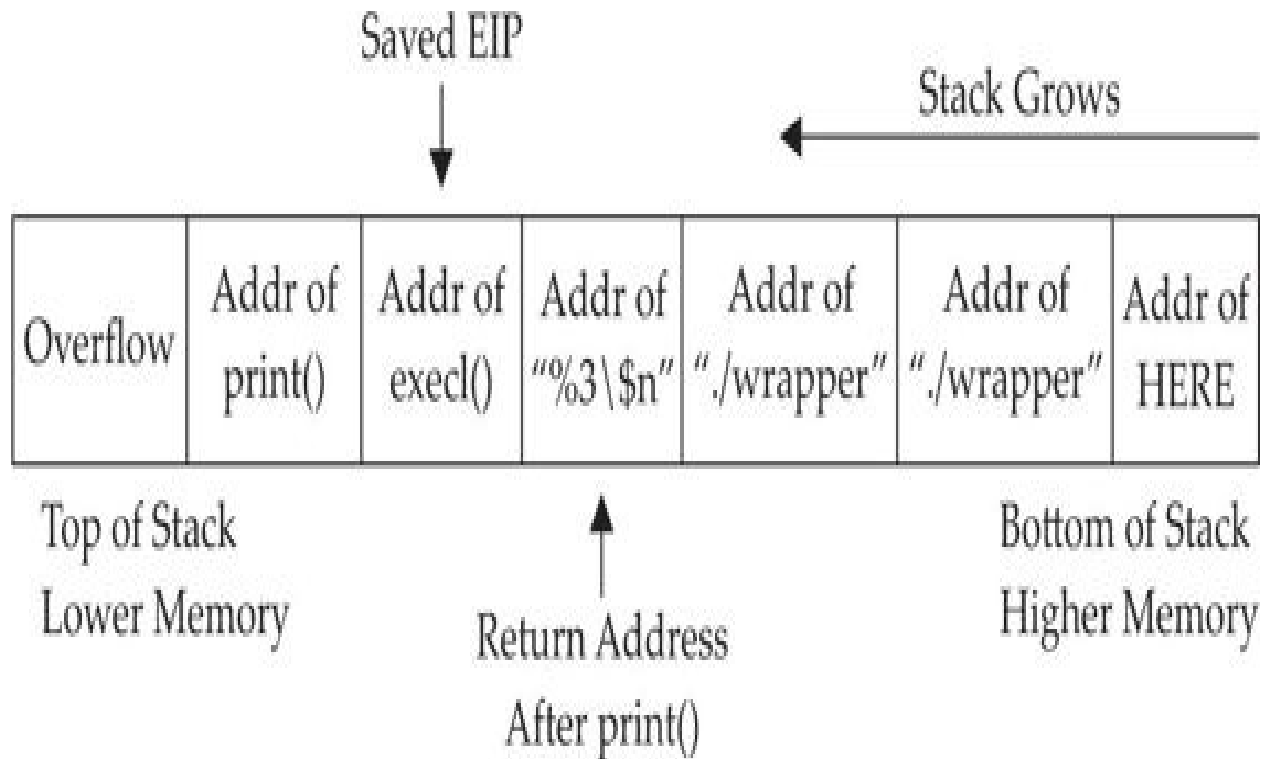 Saved EIP
Stack Grows
Overflow
Addr of
print()
Addr of
execl()
Addr of
“%3\$n”
Addr of
“./wrapper”
Addr of
“./wrapper”
Addr of
HERE
Top of Stack
Lower Memory
Return Address
After print()
Bottom of Stack
Higher Memory